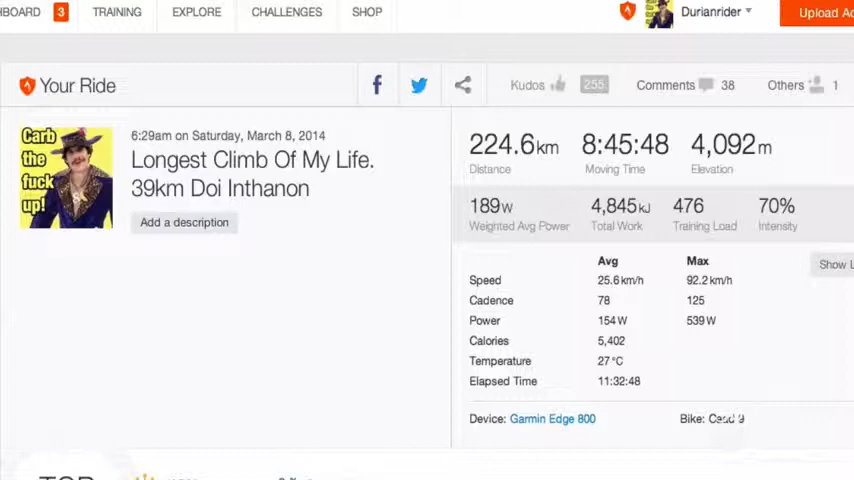 HBOARD 3 TRAINING EXPLORE CHALLENGES SHOP Durianrider Upload Ac
Your Ride Kudos 255 Comments 38 Others 1
Carb the fuck up!
6:29am on Saturday, March 8, 2014
Longest Climb Of My Life.
39km Doi Inthanon
Add a description
224.6km 8:45:48 4,092m
Distance Moving Time Elevation
189W 4,845kJ 476 70%
Weighted Avg Power Total Work Training Load Intensity
Avg Max
Show L
Speed 25.6km/h 92.2km/h
Cadence 78 125
Power 154W 539W
Calories 5,402
Temperature 27°C
Elapsed Time 11:32:48
Device: Garmin Edge 800 Bike: Caad 9